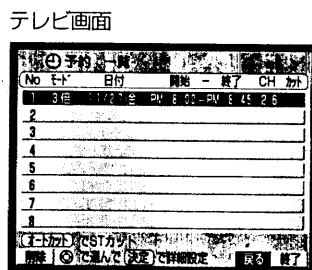 テレビ画面
予約 一覧
No モード 日付 開始 - 終了 CH カット
1 3倍 11/27 金 PM 8:00-PM 8:45 26
2
3
4
5
6
7
8
オートカット でSTカット
削除 で選んで 決定 で詳細設定 戻る 終了